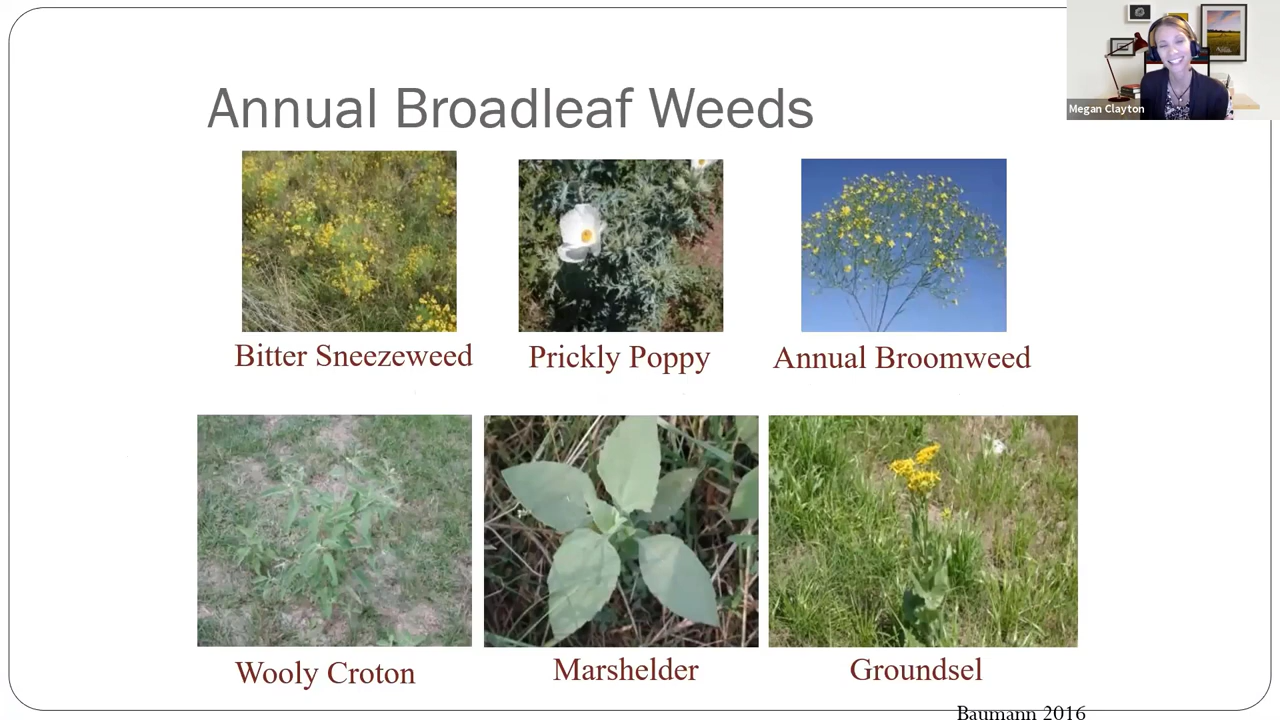 Annual Broadleaf Weeds
Megan Clayton
Bitter Sneezeweed
Prickly Poppy
Annual Broomweed
Wooly Croton
Marshelder
Groundsel
Baumann 2016